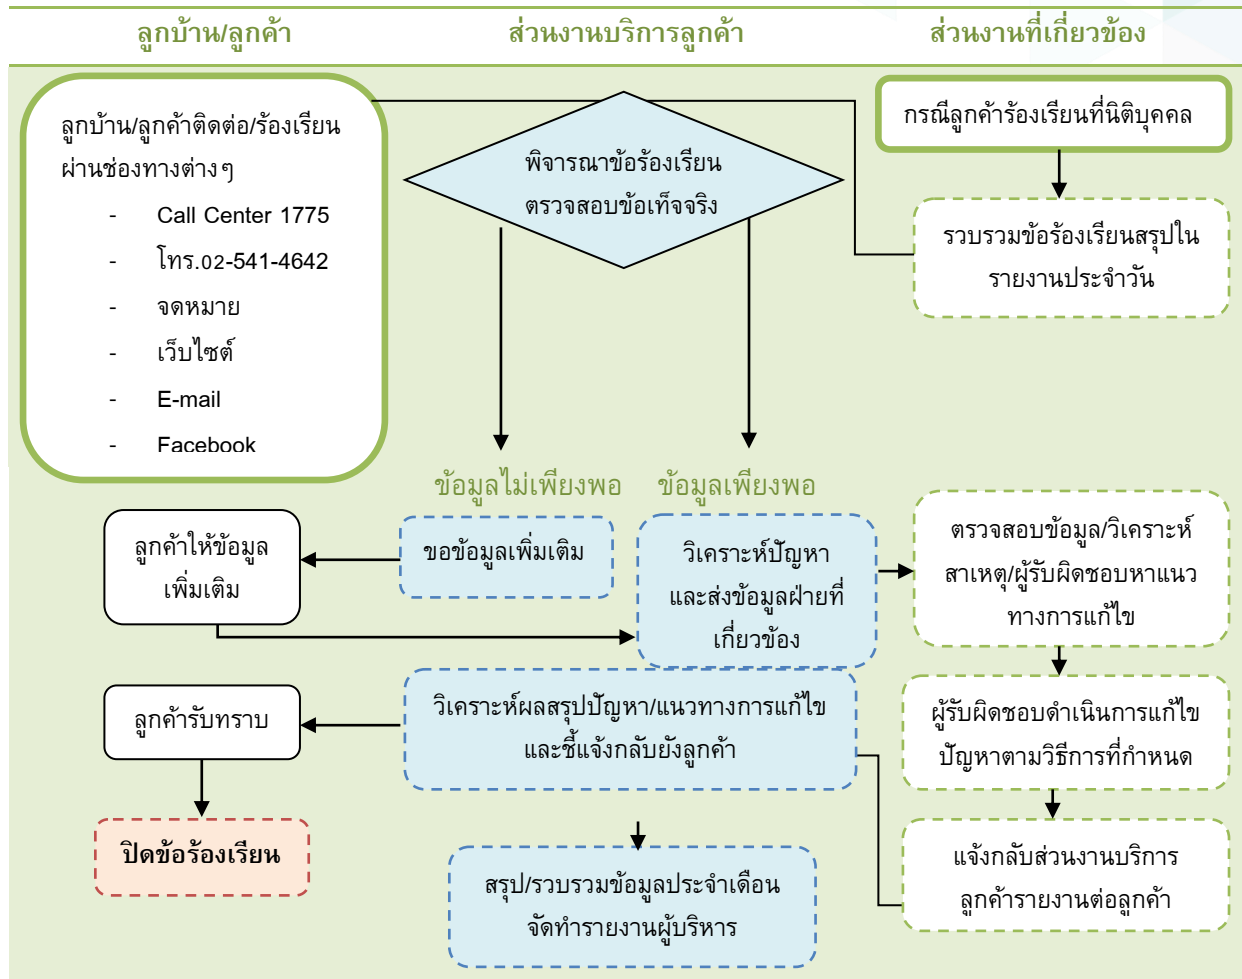 ลูกบ้าน/ลูกค้า
ส่วนงานบริการลูกค้า
ส่วนงานที่เกี่ยวข้อง
ลูกบ้าน/ลูกค้าติดต่อ/ร้องเรียน
ผ่านช่องทางต่าง ๆ
- Call Center 1775
- โทร.02-541-4642
- จดหมาย
- เว็บไซต์
- E-mail
- Facebook
พิจารณาข้อร้องเรียน
ตรวจสอบข้อเท็จจริง
กรณีลูกค้าร้องเรียนที่นิติบุคคล
รวบรวมข้อร้องเรียนสรุปใน
รายงานประจำวัน
ข้อมูลไม่เพียงพอ
ข้อมูลเพียงพอ
ลูกค้าให้ข้อมูล
เพิ่มเติม
ขอข้อมูลเพิ่มเติม
วิเคราะห์ปัญหา
และส่งข้อมูลฝ่ายที่
เกี่ยวข้อง
ตรวจสอบข้อมูล/วิเคราะห์
สาเหตุ/ผู้รับผิดชอบหาแนว
ทางการแก้ไข
ลูกค้ารับทราบ
วิเคราะห์ผลสรุปปัญหา/แนวทางการแก้ไข
และชี้แจ้งกลับยังลูกค้า
ผู้รับผิดชอบดำเนินการแก้ไข
ปัญหาตามวิธีการที่กำหนด
ปิดข้อร้องเรียน
สรุป/รวบรวมข้อมูลประจำเดือน
จัดทำรายงานผู้บริหาร
แจ้งกลับส่วนงานบริการ
ลูกค้ารายงานต่อลูกค้า